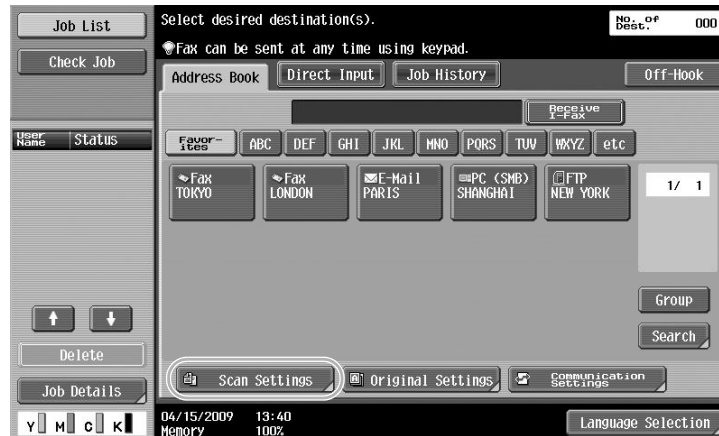 Job List
Check Job
User Name
Status
Delete
Job Details
Y M C K
Select desired destination(s).
No. of Dest. 000
Fax can be sent at any time using keypad.
Address Book
Direct Input
Job History
Off-Hook
Receive I-Fax
Favor-ites
ABC
DEF
GHI
JKL
MNO
PQRS
TUV
WXYZ
etc
Fax
TOKYO
Fax
LONDON
E-Mail
PARIS
PC (SMB)
SHANGHAI
FTP
NEW YORK
1/ 1
Group
Search
Scan Settings
Original Settings
Communication Settings
04/15/2009 13:40
Memory 100%
Language Selection